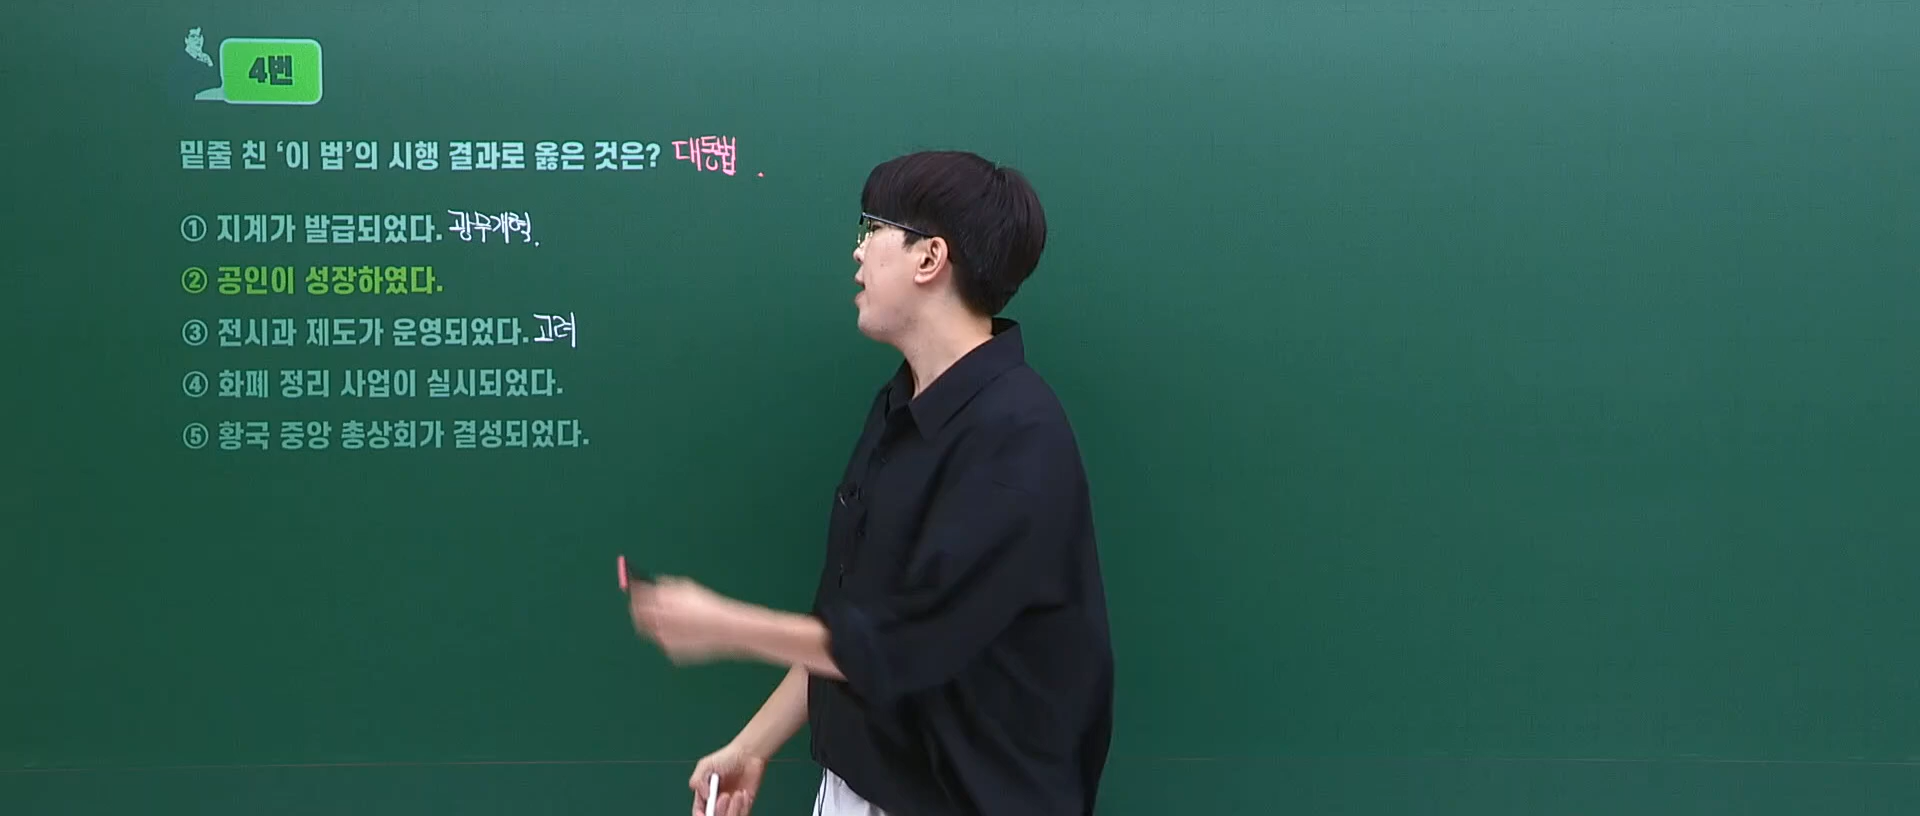 4번
밑줄 친 ‘이 법’의 시행 결과로 옳은 것은? 대동법.
① 지계가 발급되었다. 광무개혁.
② 공인이 성장하였다.
③ 전시과 제도가 운영되었다. 고려
④ 화폐 정리 사업이 실시되었다.
⑤ 황국 중앙 총상회가 결성되었다.